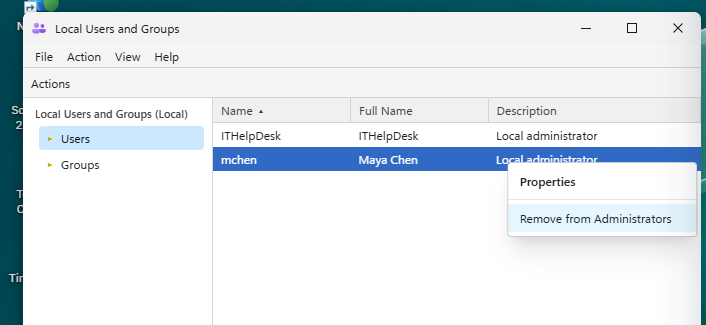 Local Users and Groups
File Action View Help
Actions
Local Users and Groups (Local)
Users
Groups
Name Full Name Description
ITHelpDesk ITHelpDesk Local administrator
mchen Maya Chen Local administrator
Properties
Remove from Administrators